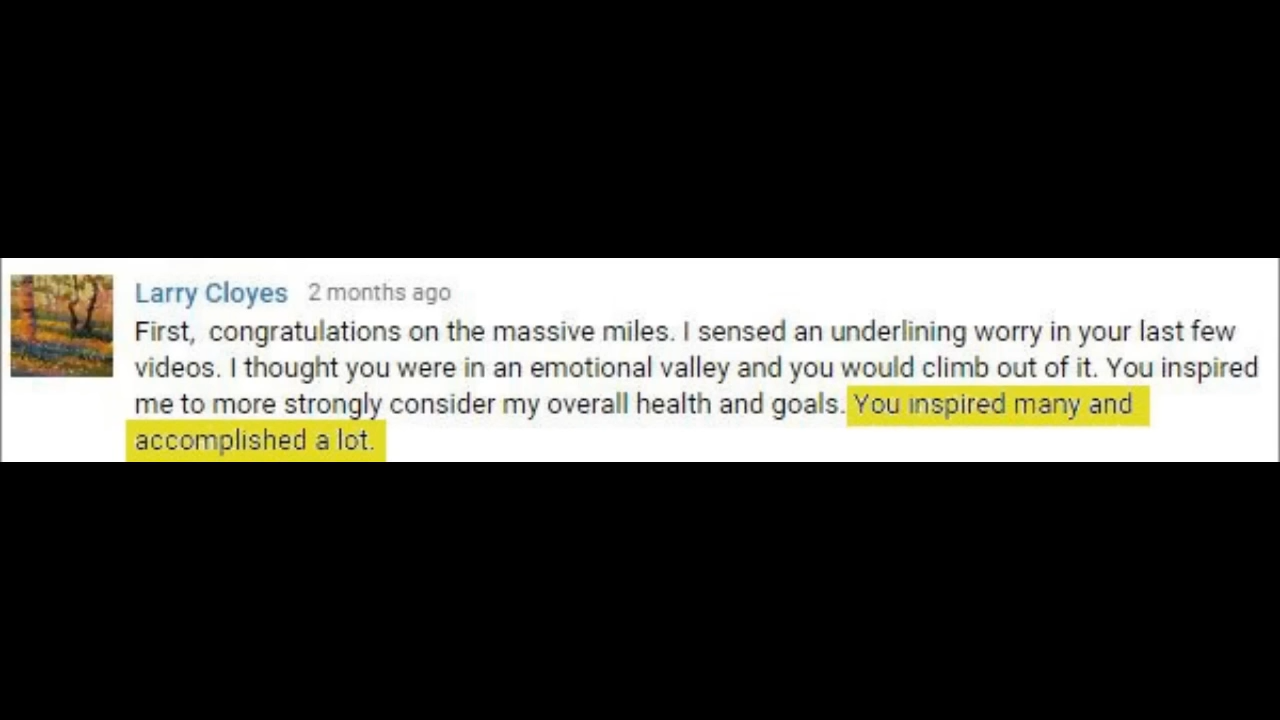 Larry Cloyes 2 months ago
First, congratulations on the massive miles. I sensed an underlining worry in your last few
videos. I thought you were in an emotional valley and you would climb out of it. You inspired
me to more strongly consider my overall health and goals. You inspired many and
accomplished a lot.